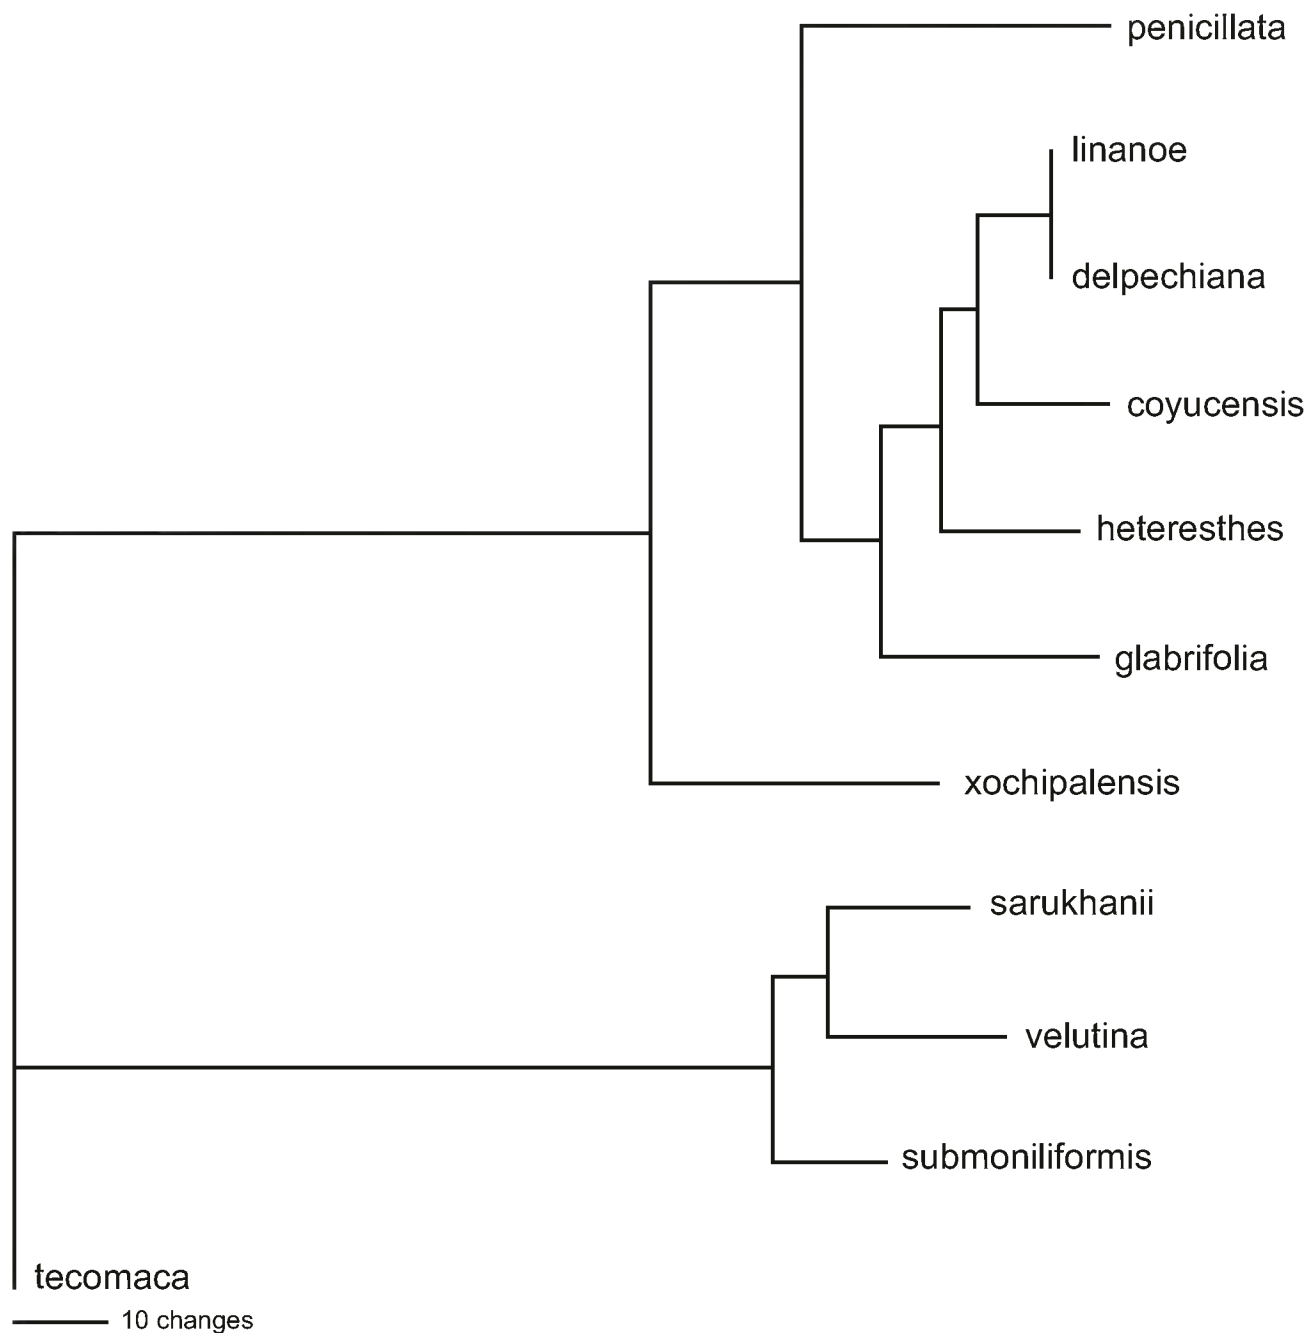 penicillata
linanoe
delpechiana
coyucensis
heteresthes
glabrifolia
xochipalensis
sarukhanii
velutina
submoniliformis
tecomaca
10 changes